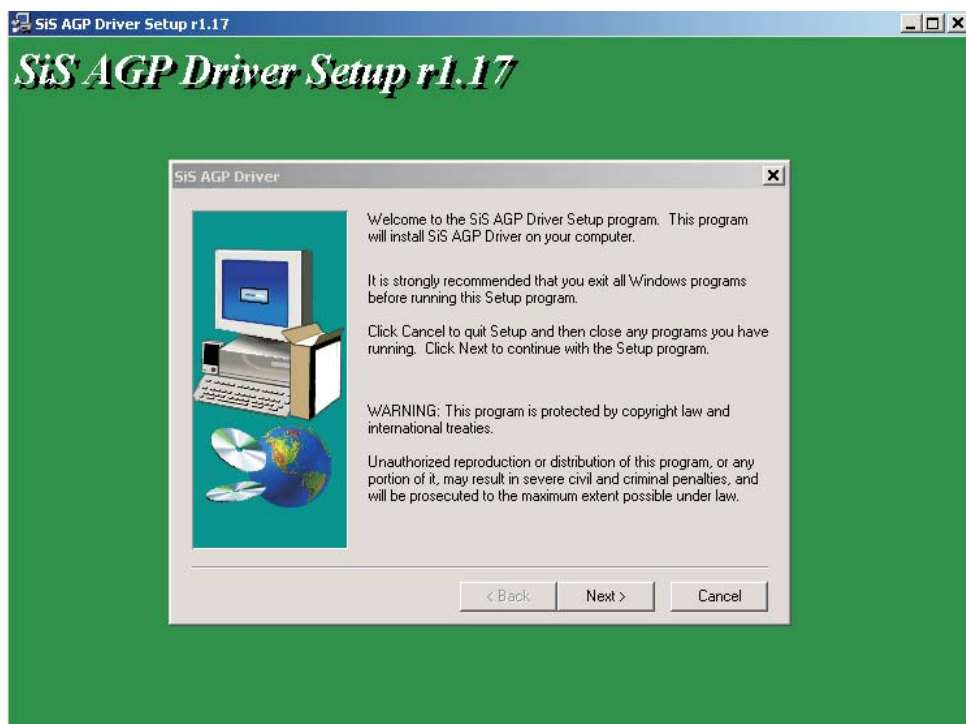 SiS AGP Driver Setup r1.17
SiS AGP Driver Setup r1.17
SiS AGP Driver
Welcome to the SiS AGP Driver Setup program. This program
will install SiS AGP Driver on your computer.
It is strongly recommended that you exit all Windows programs
before running this Setup program.
Click Cancel to quit Setup and then close any programs you have
running. Click Next to continue with the Setup program.
WARNING: This program is protected by copyright law and
international treaties.
Unauthorized reproduction or distribution of this program, or any
portion of it, may result in severe civil and criminal penalties, and
will be prosecuted to the maximum extent possible under law.
< Back Next > Cancel